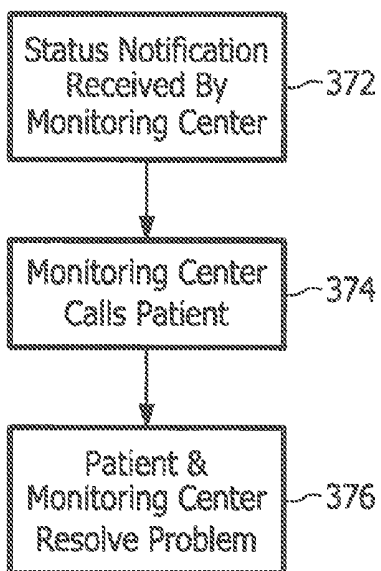 Status Notification
Received By
Monitoring Center
372
Monitoring Center
Calls Patient
374
Patient &
Monitoring Center
Resolve Problem
376